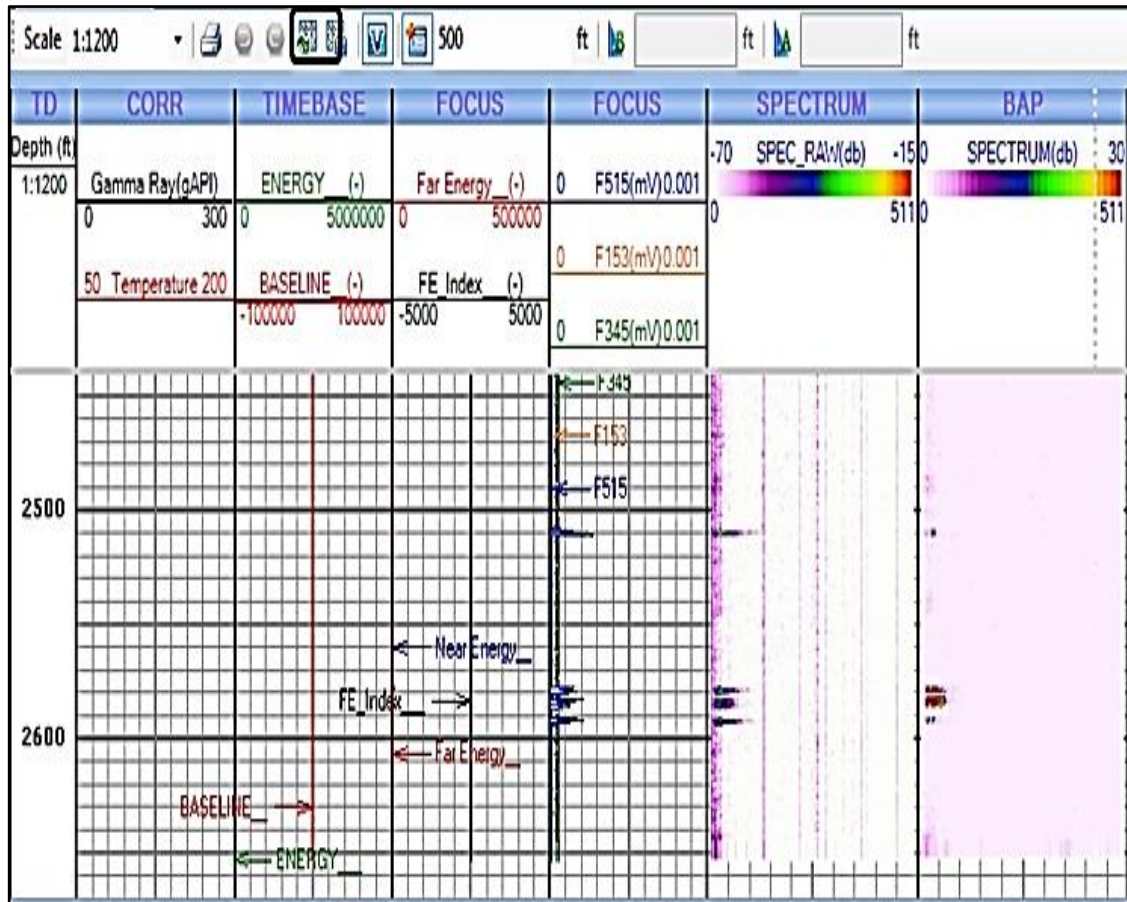 Scale 1:1200 500 ft ft ft
TD CORR TIMEBASE FOCUS FOCUS SPECTRUM BAP
Depth (ft)
1:1200
Gamma Ray(gAPI)
0 300
50 Temperature 200
ENERGY__(-)
0 5000000
BASELINE__(-)
-100000 100000
Far Energy__(-)
0 500000
FE_Index__(-)
-5000 5000
0 F515(mV) 0.001
0 F153(mV) 0.001
0 F345(mV) 0.001
-70 SPEC_RAW(db) -15
0 511
0 SPECTRUM(db) 30
0 511
F345
F153
2500
F515
Near Energy_
FE_Index__
2600
Far Energy_
BASELINE__
ENERGY__